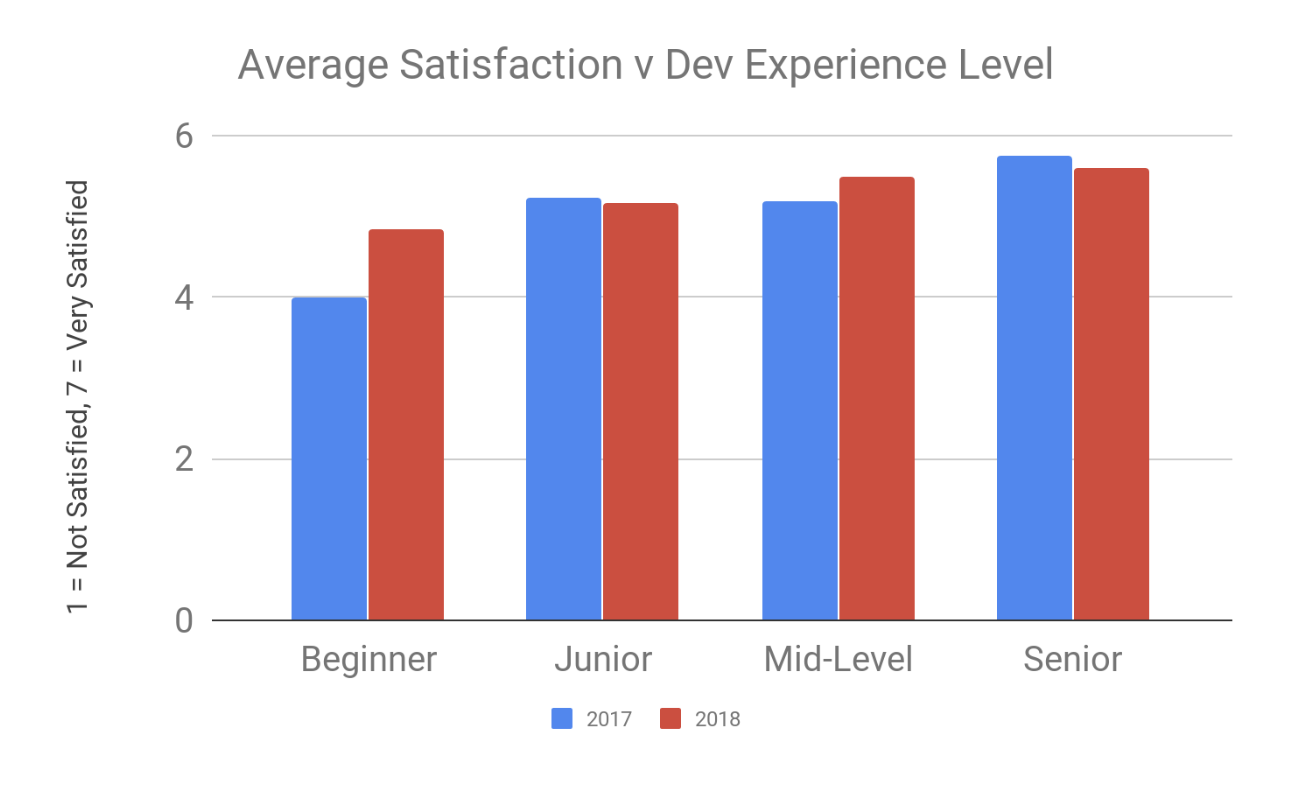 Average Satisfaction v Dev Experience Level
1 = Not Satisfied, 7 = Very Satisfied
6
4
2
0
Beginner Junior Mid-Level Senior
2017 2018